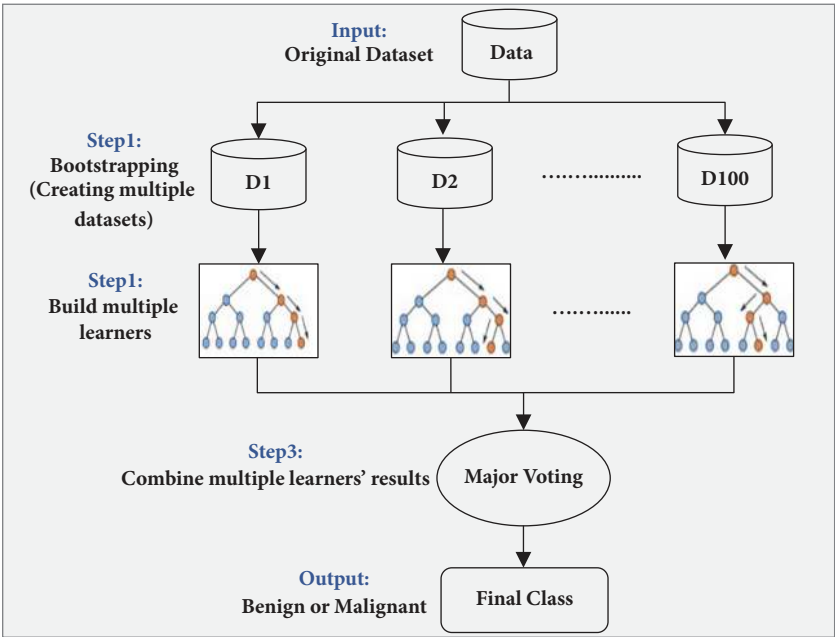 Input:
Original Dataset
Data
Step1:
Bootstrapping
(Creating multiple
datasets)
D1
D2
...................
D100
Step1:
Build multiple
learners
..............
Step3:
Combine multiple learners’ results
Major Voting
Output:
Benign or Malignant
Final Class